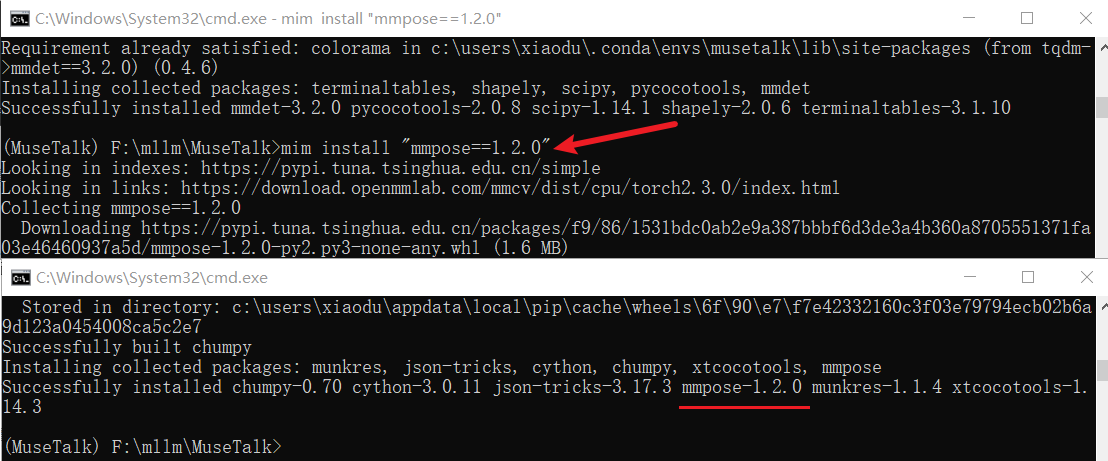 C:\Windows\System32\cmd.exe - mim install "mmpose==1.2.0"
Requirement already satisfied: colorama in c:\users\xiaodu\.conda\envs\musetalk\lib\site-packages (from tqdm-
>mmdet==3.2.0) (0.4.6)
Installing collected packages: terminaltables, shapely, scipy, pycocotools, mmdet
Successfully installed mmdet-3.2.0 pycocotools-2.0.8 scipy-1.14.1 shapely-2.0.6 terminaltables-3.1.10
(MuseTalk) F:\mllm\MuseTalk>mim install "mmpose==1.2.0"
Looking in indexes: https://pypi.tuna.tsinghua.edu.cn/simple
Looking in links: https://download.openmmlab.com/mmcv/dist/cpu/torch2.3.0/index.html
Collecting mmpose==1.2.0
Downloading https://pypi.tuna.tsinghua.edu.cn/packages/f9/86/1531bdc0ab2e9a387bbbf6d3de3a4b360a8705551371fa
03e46460937a5d/mmpose-1.2.0-py2.py3-none-any.whl (1.6 MB)
C:\Windows\System32\cmd.exe
Stored in directory: c:\users\xiaodu\appdata\local\pip\cache\wheels\6f\90\e7\f7e42332160c3f03e79794ecb02b6a
9d123a0454008ca5c2e7
Successfully built chumpy
Installing collected packages: munkres, json-tricks, cython, chumpy, xtcocotools, mmpose
Successfully installed chumpy-0.70 cython-3.0.11 json-tricks-3.17.3 mmpose-1.2.0 munkres-1.1.4 xtcocotools-1.
14.3
(MuseTalk) F:\mllm\MuseTalk>